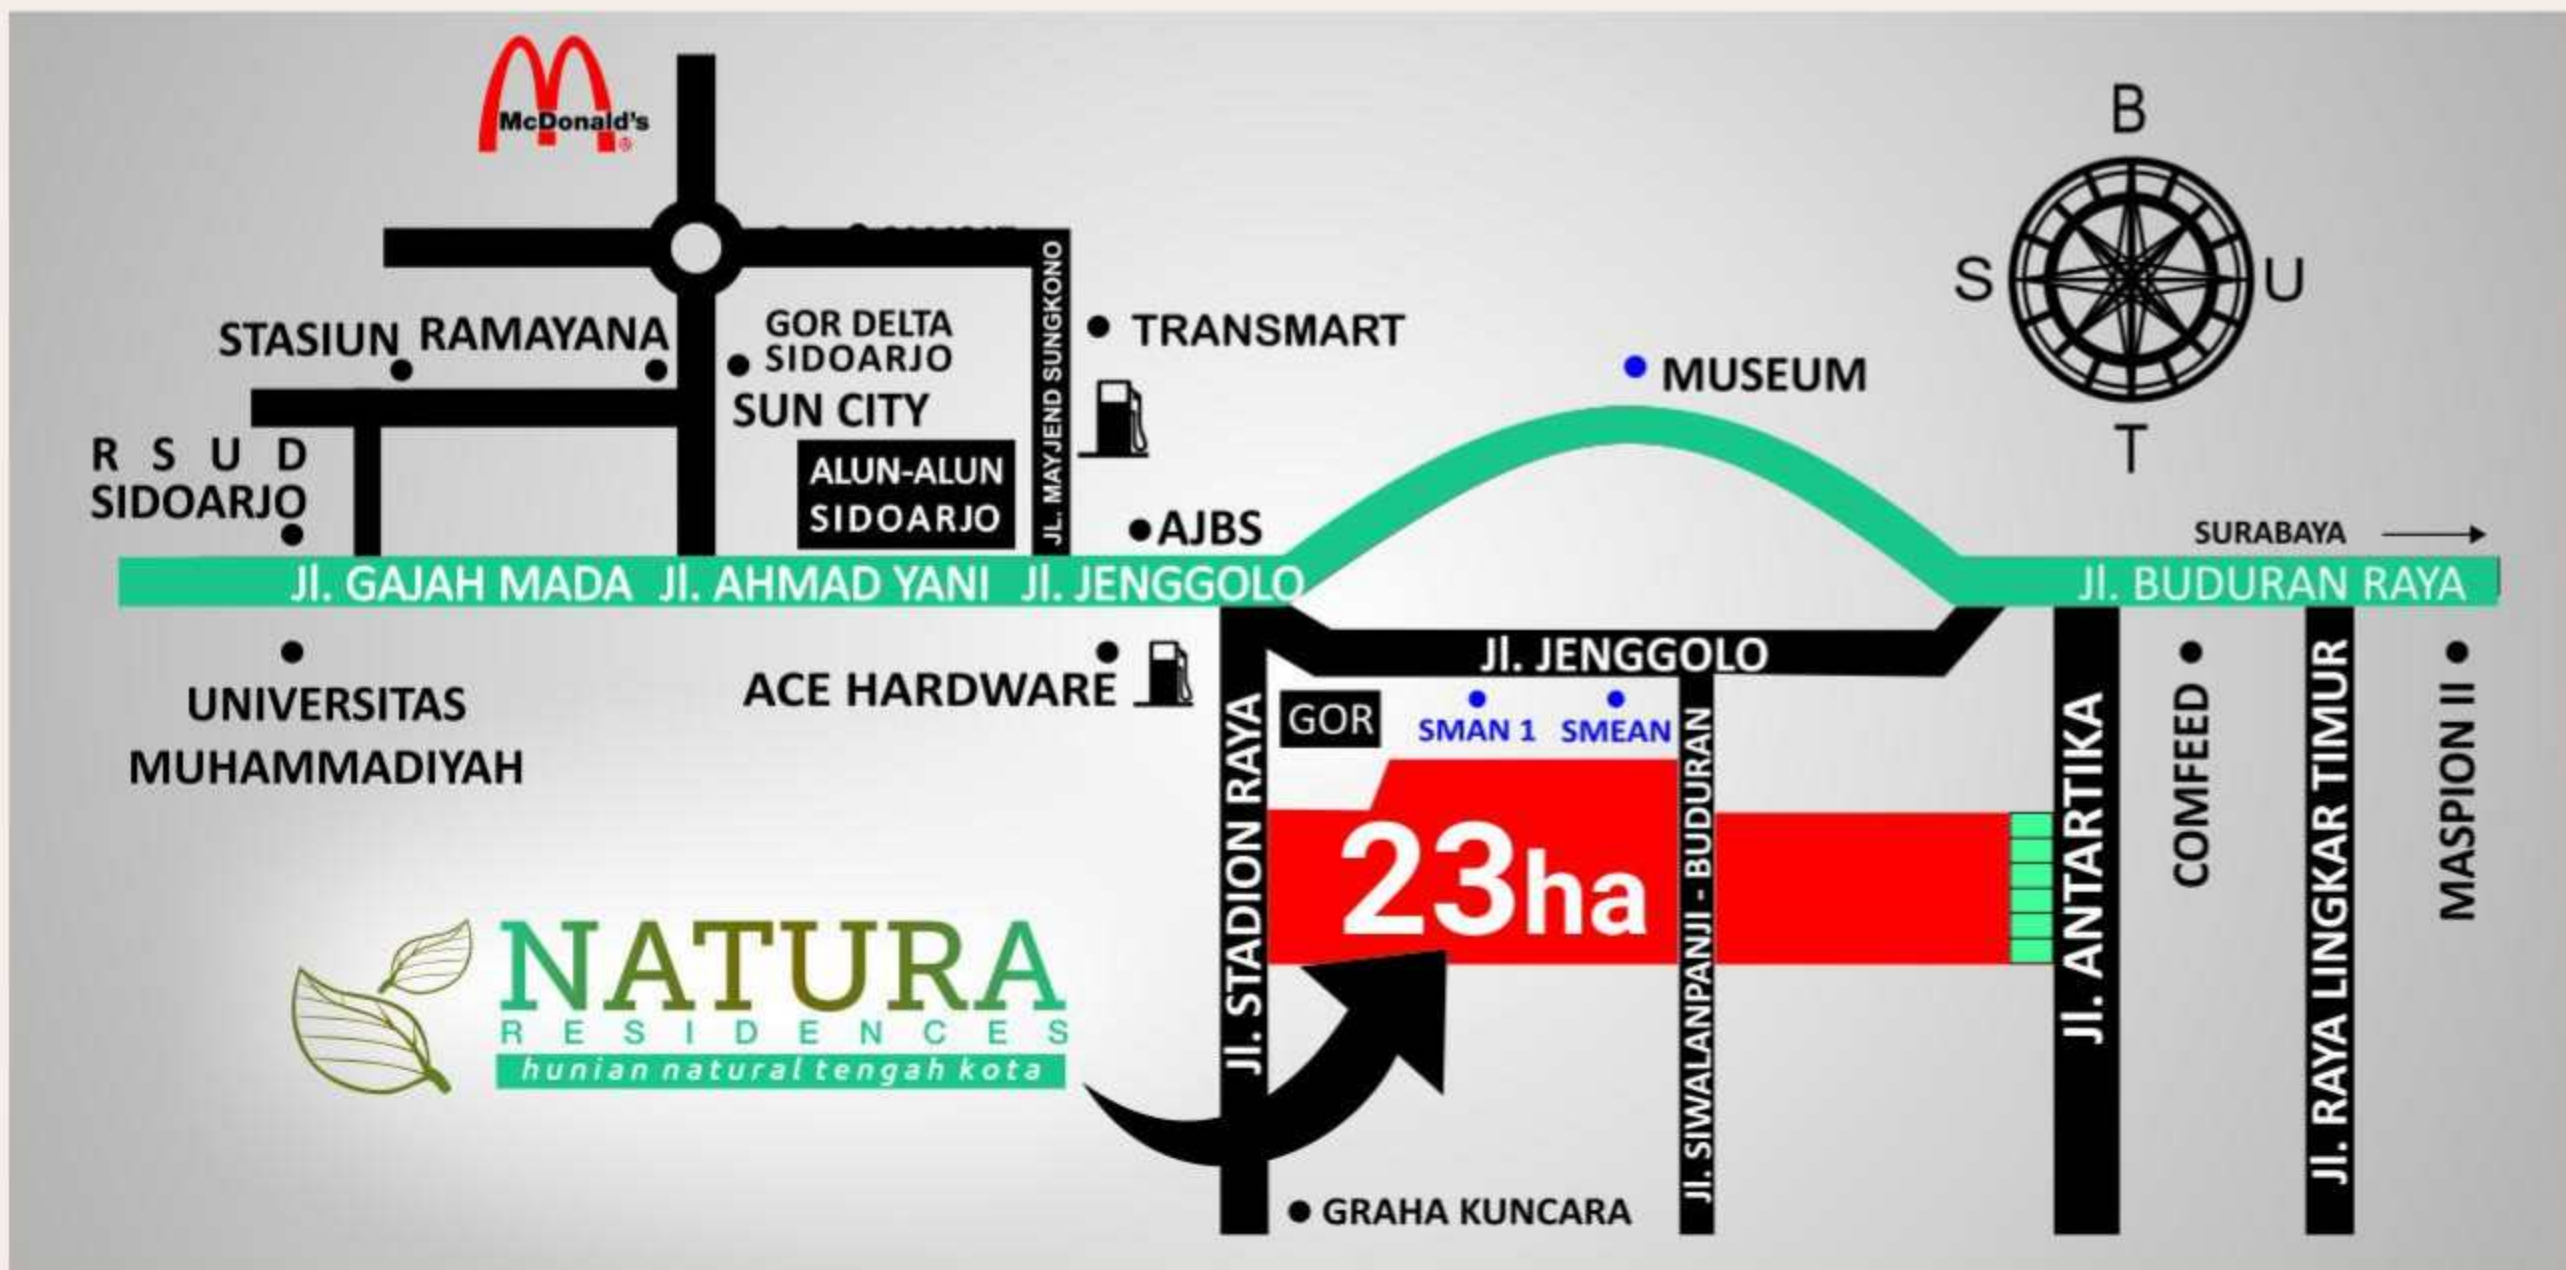 McDonald's
B
S
U
T
STASIUN
RAMAYANA
GOR DELTA
SIDOARJO
SUN CITY
JL. MAYJEND SUNGKONO
TRANSMART
MUSEUM
R S U D
SIDOARJO
ALUN-ALUN
SIDOARJO
AJBS
SURABAYA
Jl. GAJAH MADA
Jl. AHMAD YANI
Jl. JENGGOLO
Jl. BUDURAN RAYA
UNIVERSITAS
MUHAMMADIYAH
ACE HARDWARE
Jl. JENGGOLO
GOR
SMAN 1
SMEAN
Jl. STADION RAYA
23ha
Jl. SIWALANPANJI - BUDURAN
Jl. ANTARTIKA
COMFEED
Jl. RAYA LINGKAR TIMUR
MASPION II
NATURA
RESIDENCES
hunian natural tengah kota
GRAHA KUNCARA